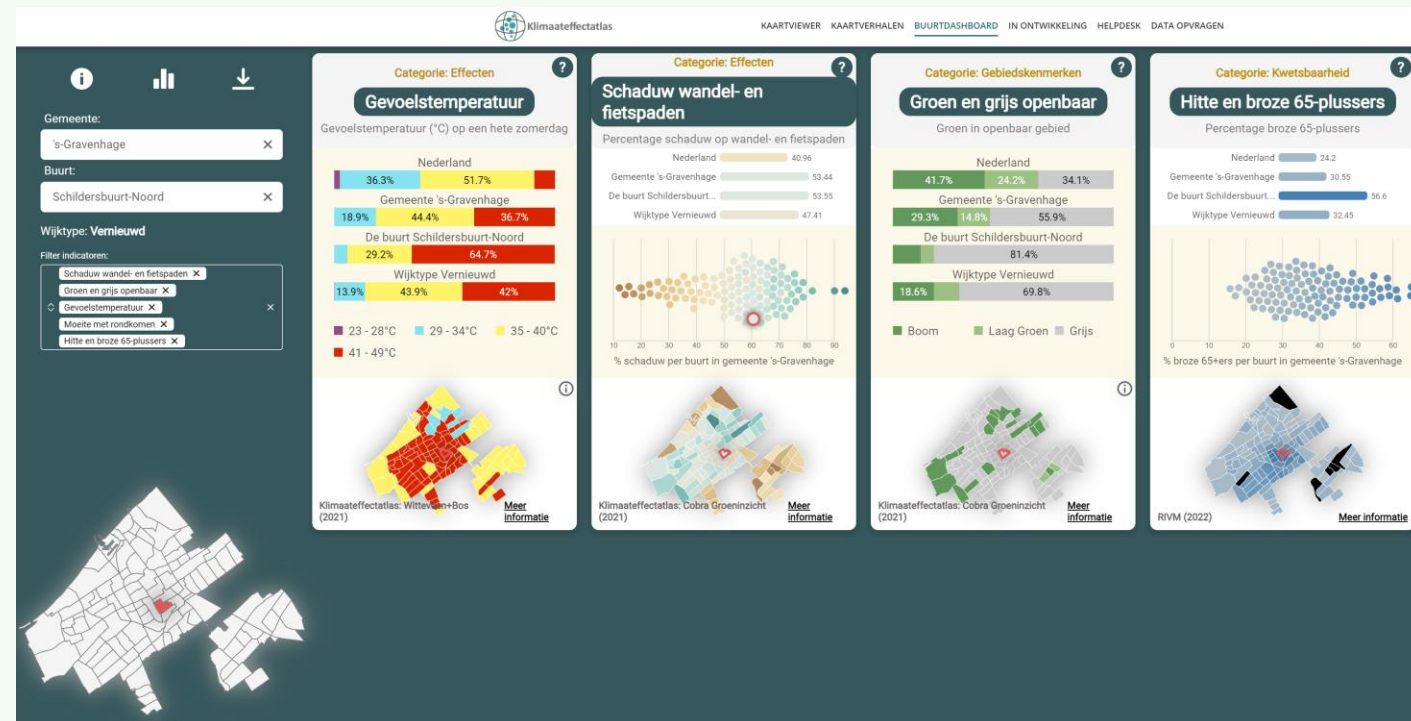 Klimaateffectatlas
KAARTVIEWER KAARTVERHALEN BUURTDASHBOARD IN ONTWIKKELING HELPDESK DATA OPVRAGEN
Gemeente:
's-Gravenhage ×
Buurt:
Schildersbuurt-Noord ×
Wijktype: Vernieuwd
Filter indicatoren:
Schaduw wandel- en fietspaden ×
Groen en grijs openbaar ×
Gevoelstemperatuur ×
Moeite met rondkomen ×
Hitte en broze 65-plussers ×
Categorie: Effecten ?
Gevoelstemperatuur
Gevoelstemperatuur (°C) op een hete zomerdag
Nederland
36.3% 51.7%
Gemeente 's-Gravenhage
18.9% 44.4% 36.7%
De buurt Schildersbuurt-Noord
29.2% 64.7%
Wijktype Vernieuwd
13.9% 43.9% 42%
23 - 28°C 29 - 34°C 35 - 40°C
41 - 49°C
Klimaateffectatlas: Witteveen+Bos
(2021)
Meer
informatie
Categorie: Effecten ?
Schaduw wandel- en
fietspaden
Percentage schaduw op wandel- en fietspaden
Nederland 40.96
Gemeente 's-Gravenhage 53.44
De buurt Schildersbuurt... 53.55
Wijktype Vernieuwd 47.41
10 20 30 40 50 60 70 80 90
% schaduw per buurt in gemeente 's-Gravenhage
Klimaateffectatlas: Cobra Groeninzicht
(2021)
Meer
informatie
Categorie: Gebiedskenmerken ?
Groen en grijs openbaar
Groen in openbaar gebied
Nederland
41.7% 24.2% 34.1%
Gemeente 's-Gravenhage
29.3% 14.8% 55.9%
De buurt Schildersbuurt-Noord
81.4%
Wijktype Vernieuwd
18.6% 69.8%
Boom Laag Groen Grijs
Klimaateffectatlas: Cobra Groeninzicht
(2021)
Meer
informatie
Categorie: Kwetsbaarheid ?
Hitte en broze 65-plussers
Percentage broze 65-plussers
Nederland 24.2
Gemeente 's-Gravenhage 30.55
De buurt Schildersbuurt... 56.6
Wijktype Vernieuwd 32.45
0 10 20 30 40 50 60
% broze 65+ers per buurt in gemeente 's-Gravenhage
RIVM (2022) Meer informatie